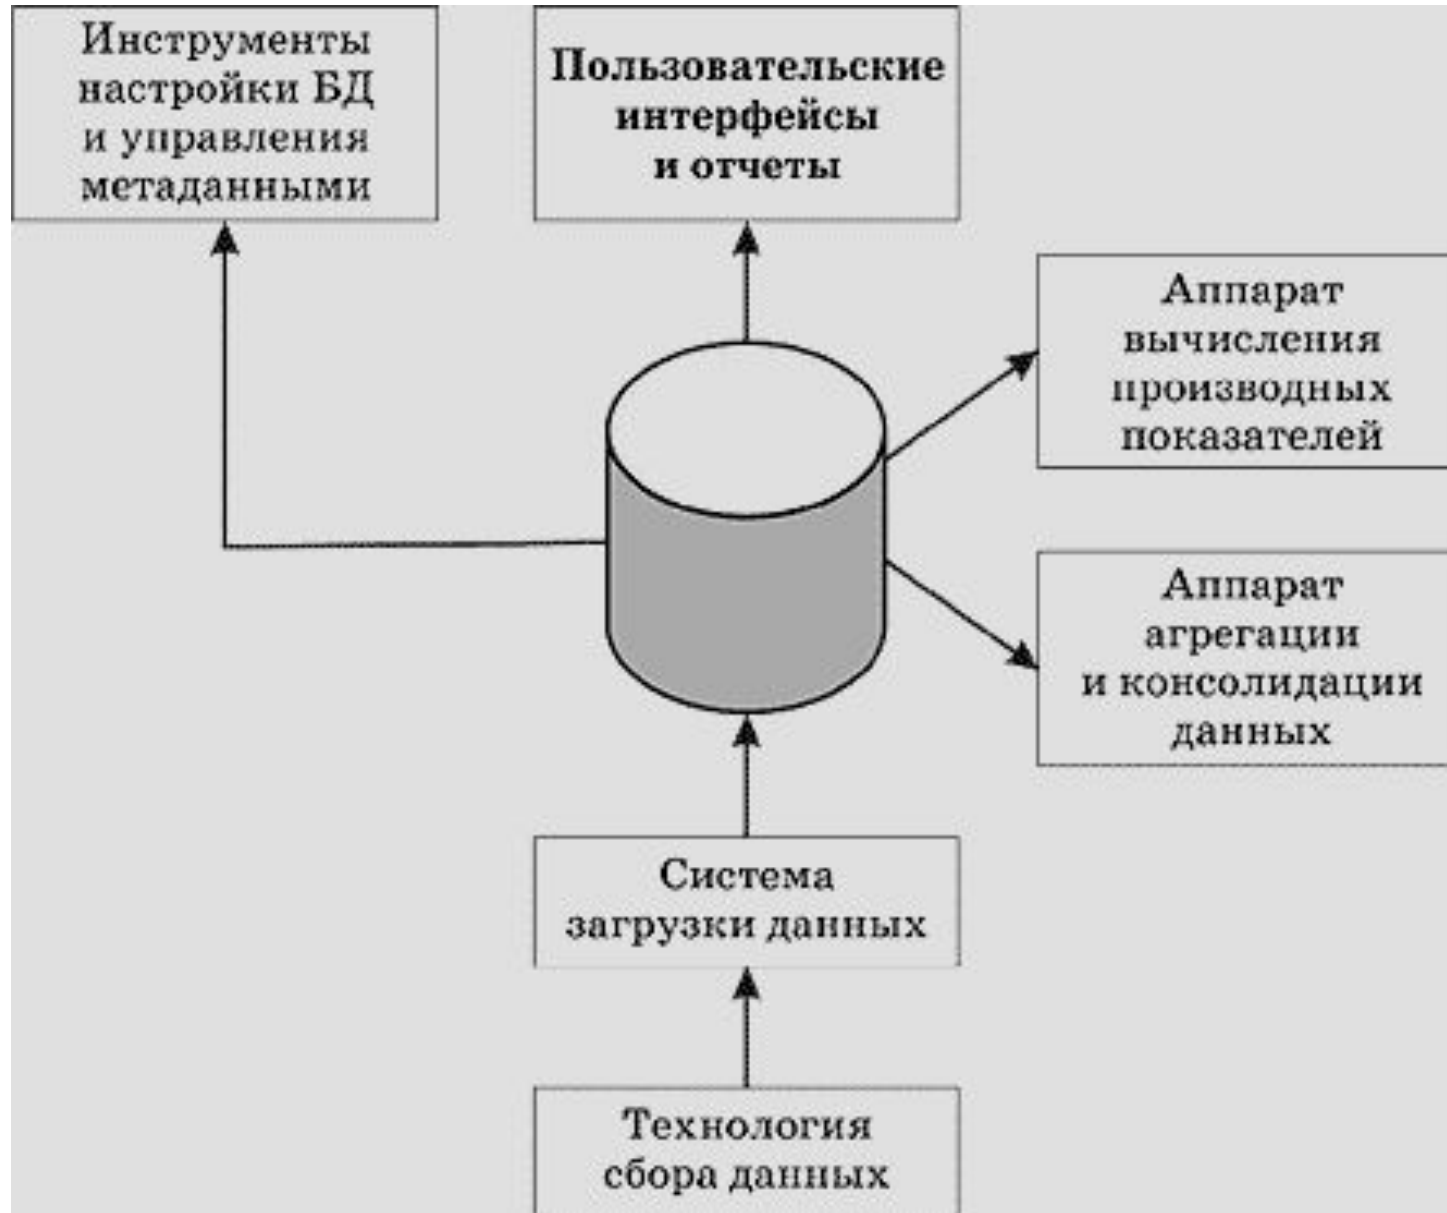 Инструменты
настройки БД
и управления
метаданными
Пользовательские
интерфейсы
и отчеты
Аппарат
вычисления
производных
показателей
Аппарат
агрегации
и консолидации
данных
Система
загрузки данных
Технология
сбора данных